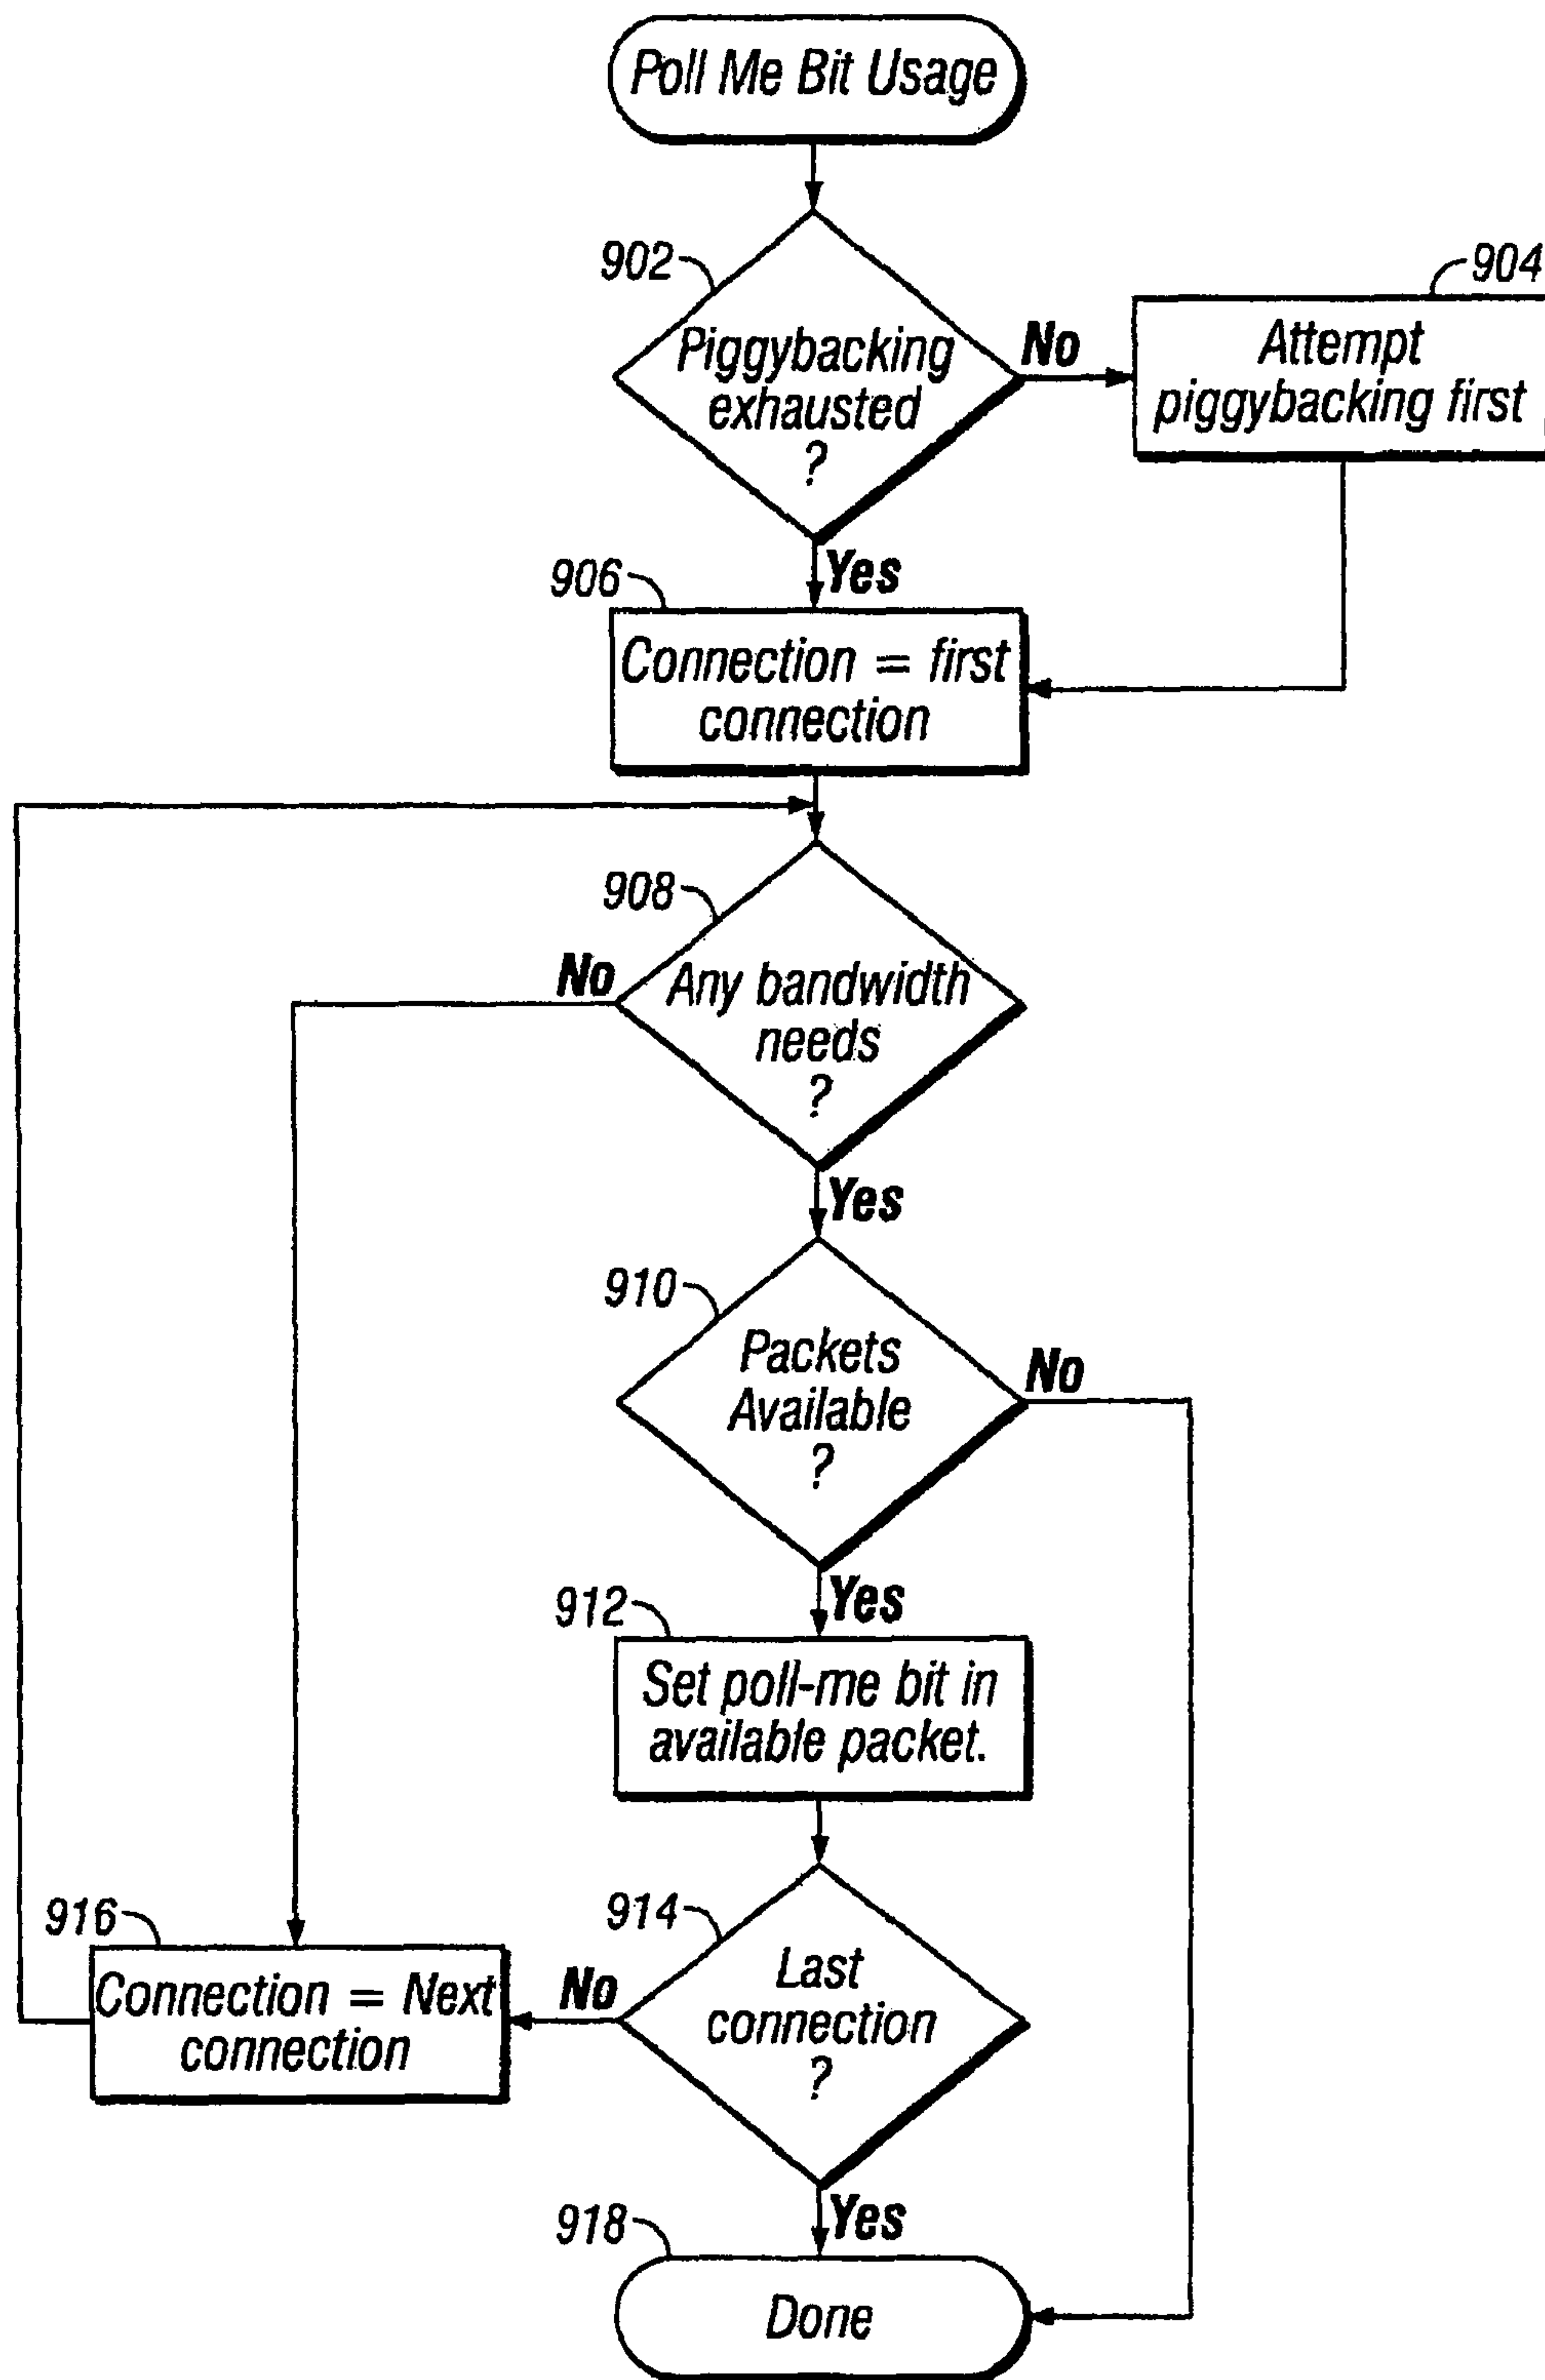 Poll Me Bit Usage
902
904
Piggybacking
exhausted
?
No
Attempt
piggybacking first
Yes
906
Connection = first
connection
908
No
Any bandwidth
needs
?
Yes
910
Packets
Available
?
No
Yes
912
Set poll-me bit in
available packet.
916
914
Connection = Next
connection
No
Last
connection
?
Yes
918
Done